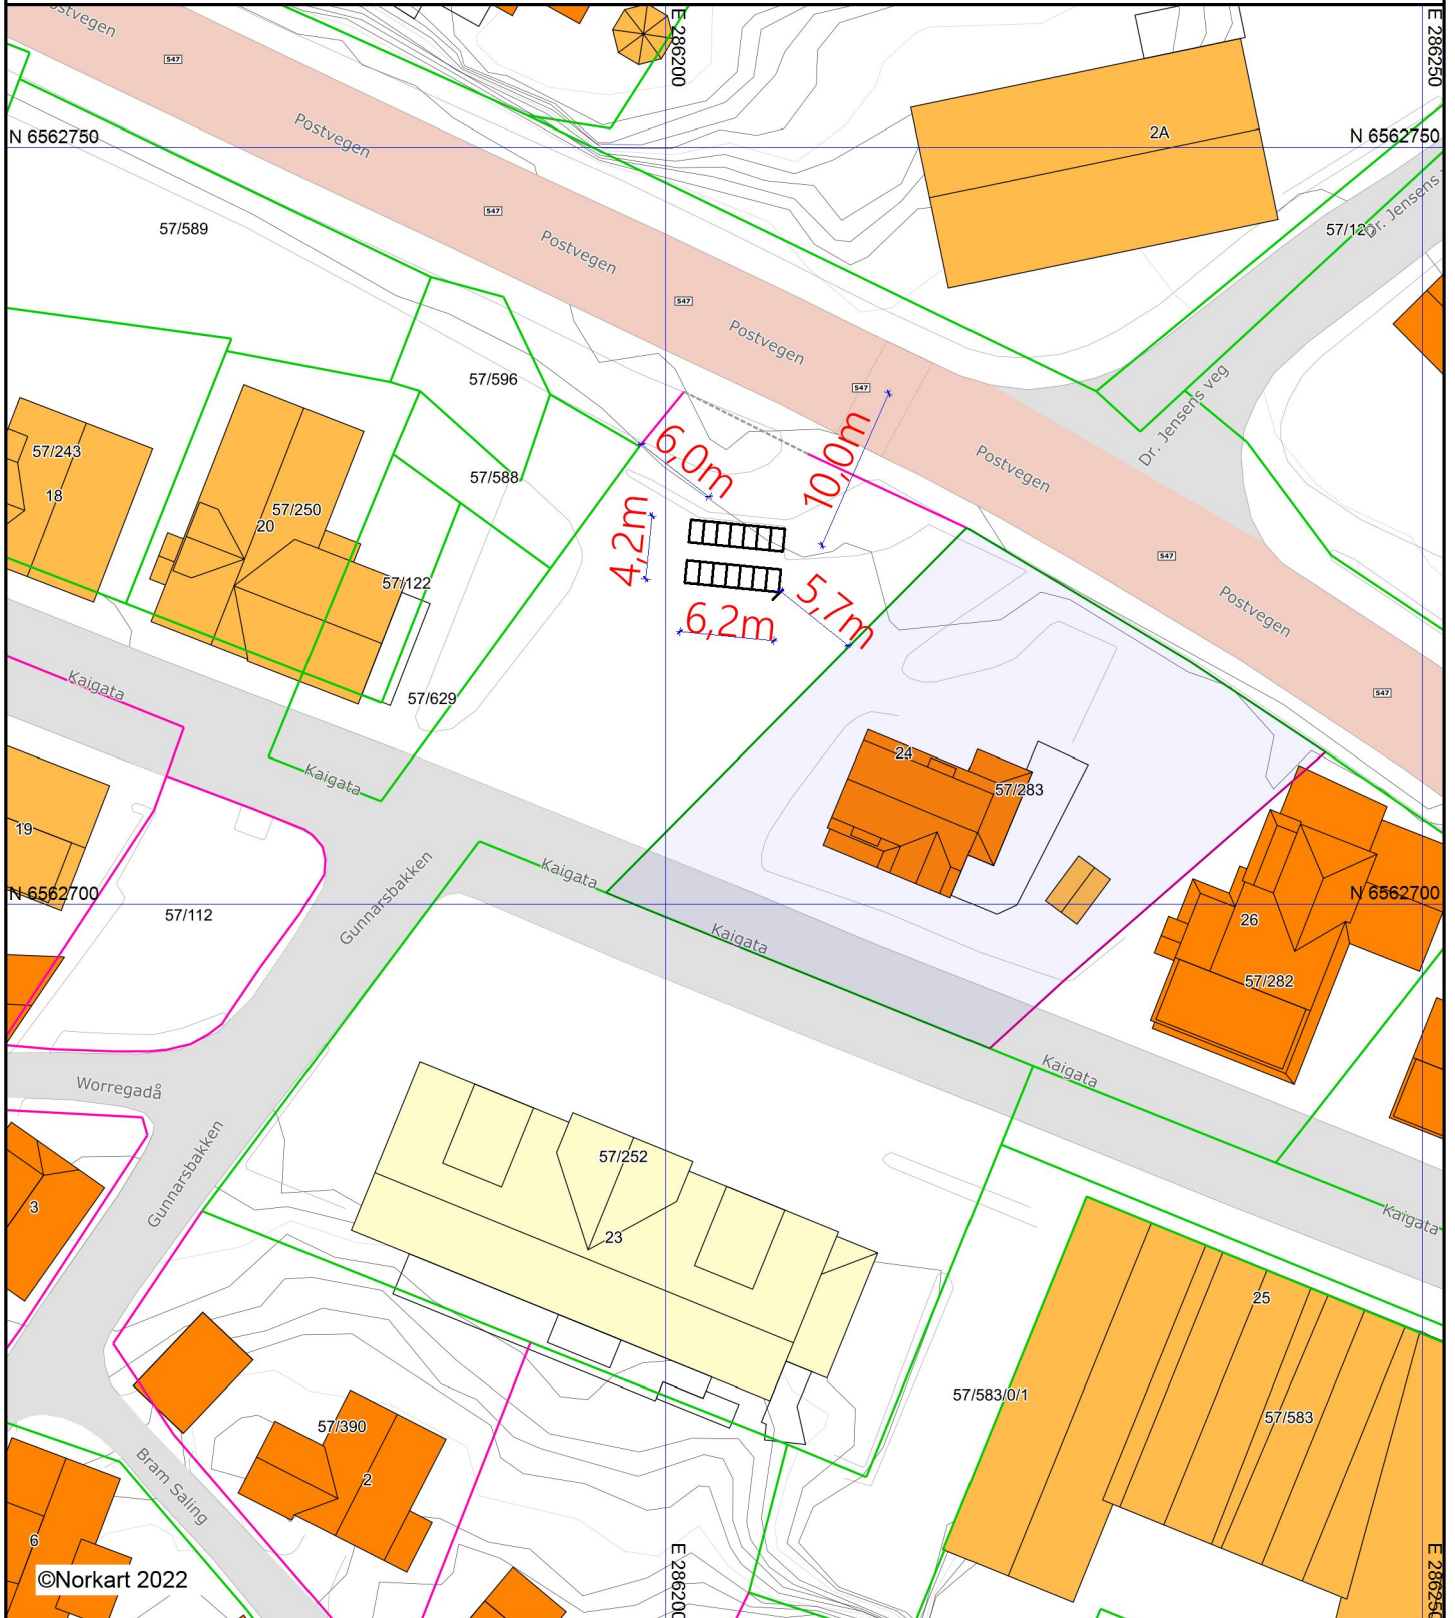 ostvegen
547
E 286200
E 286250
N 6562750
Postvegen
2A
N 6562750
57/589
547
Dr. Jensens
Postvegen
547
Postvegen
57/596
547
Dr. Jensens veg
57/243
18
57/250
20
57/588
6,0m
10,0m
Postvegen
4,2m
547
57/122
5,7m
6,2m
Postvegen
Kaigata
57/629
547
24
Kaigata
57/283
19
Kaigata
N 6562700
N 6562700
57/112
Gunnarsbakken
Kaigata
26
57/282
Worregadå
Kaigata
57/252
Gunnarsbakken
3
23
Kaigata
25
57/583/0/1
57/583
57/390
2
Bram Saling
6
E 286200
E 286250
©Norkart 2022